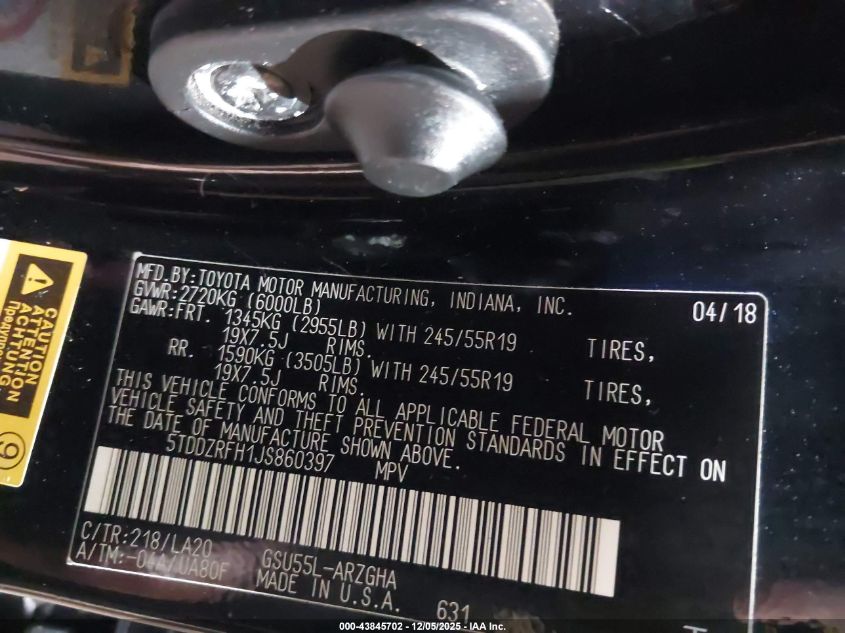 MFD.BY:TOYOTA MOTOR MANUFACTURING, INDIANA, INC. 04/18
GVWR:2720KG (6000LB)
GAWR:FRT. 1345KG (2955LB) WITH 245/55R19 TIRES,
19X7.5J RIMS.
RR. 1590KG (3505LB) WITH 245/55R19 TIRES,
19X7.5J RIMS.
THIS VEHICLE CONFORMS TO ALL APPLICABLE FEDERAL MOTOR
VEHICLE SAFETY AND THEFT PREVENTION STANDARDS IN EFFECT ON
THE DATE OF MANUFACTURE SHOWN ABOVE.
5TDDZRFH1JS860397 MPV
C/TR:218/LA20 GSU55L-ARZGHA
A/TM:-04A/UA80F MADE IN U.S.A. 631
CAUTION
ATTENTION
ACHTUNG
000-43845702 - 12/05/2025 - IAA Inc.